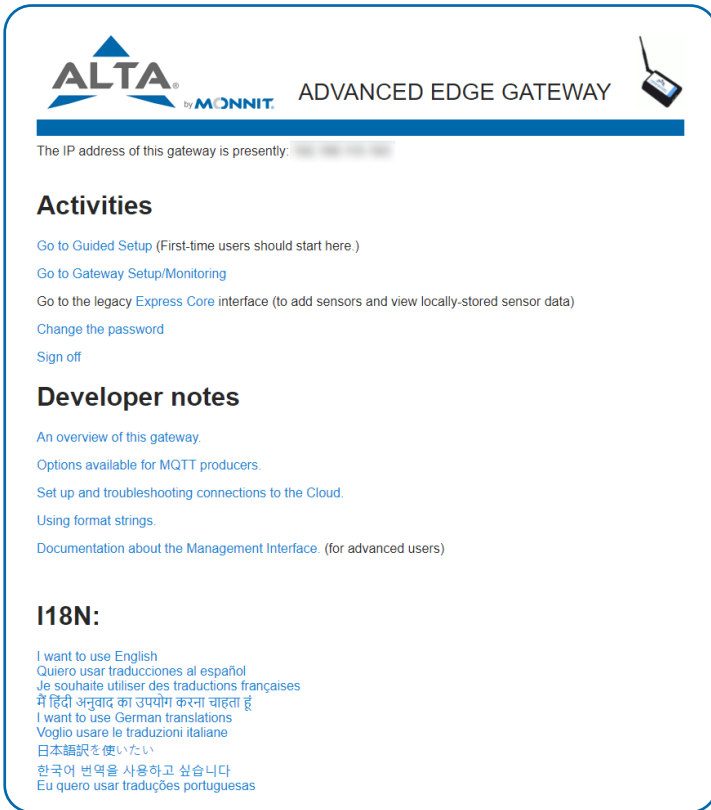 ALTA®
by MONNIT®
ADVANCED EDGE GATEWAY
The IP address of this gateway is presently:
Activities
Go to Guided Setup (First-time users should start here.)
Go to Gateway Setup/Monitoring
Go to the legacy Express Core interface (to add sensors and view locally-stored sensor data)
Change the password
Sign off
Developer notes
An overview of this gateway.
Options available for MQTT producers.
Set up and troubleshooting connections to the Cloud.
Using format strings.
Documentation about the Management Interface. (for advanced users)
I18N:
I want to use English
Quiero usar traducciones al español
Je souhaite utiliser des traductions françaises
मैं हिंदी अनुवाद का उपयोग करना चाहता हूं
I want to use German translations
Voglio usare le traduzioni italiane
日本語訳を使いたい
한국어 번역을 사용하고 싶습니다
Eu quero usar traduções portuguesas